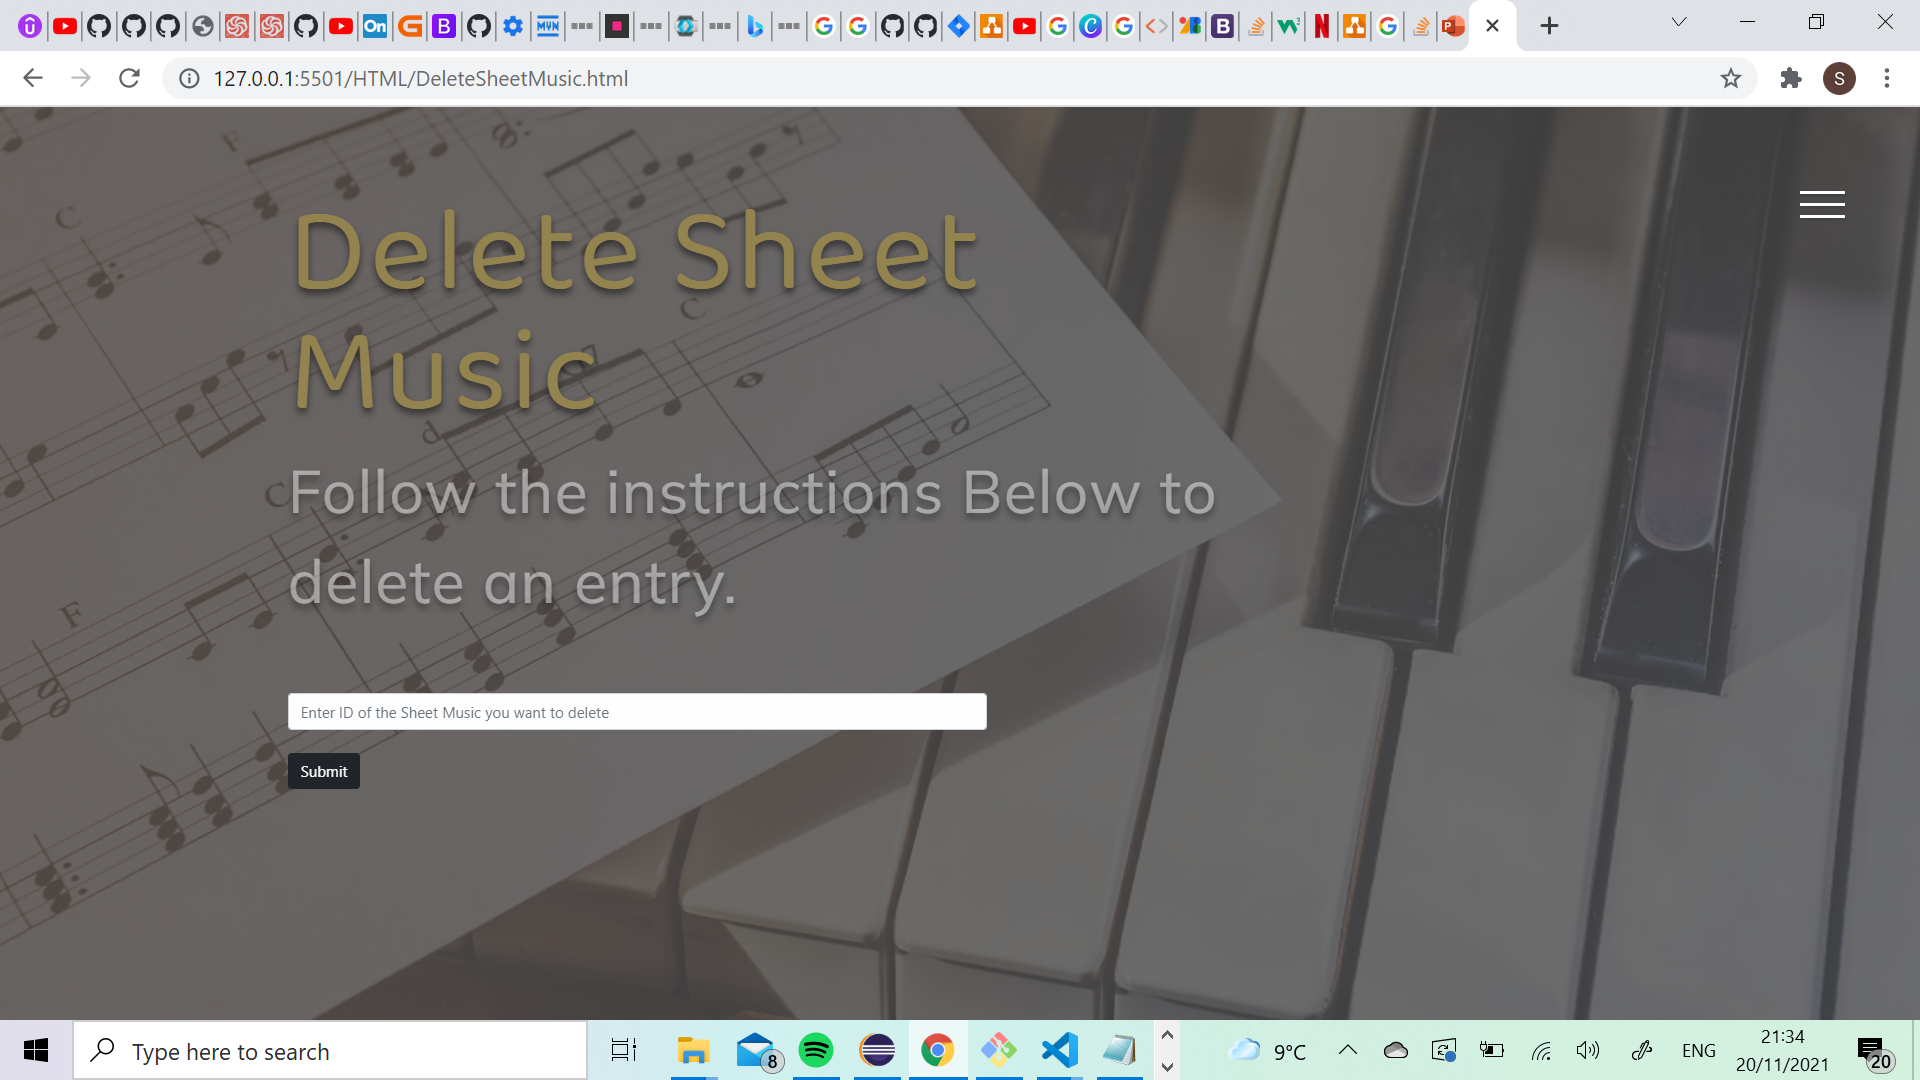 On
127.0.0.1:5501/HTML/DeleteSheetMusic.html
S
Delete Sheet
Music
Follow the instructions Below to
delete an entry.
Enter ID of the Sheet Music you want to delete
Submit
Type here to search
8
9°C
ENG
21:34
20/11/2021
20